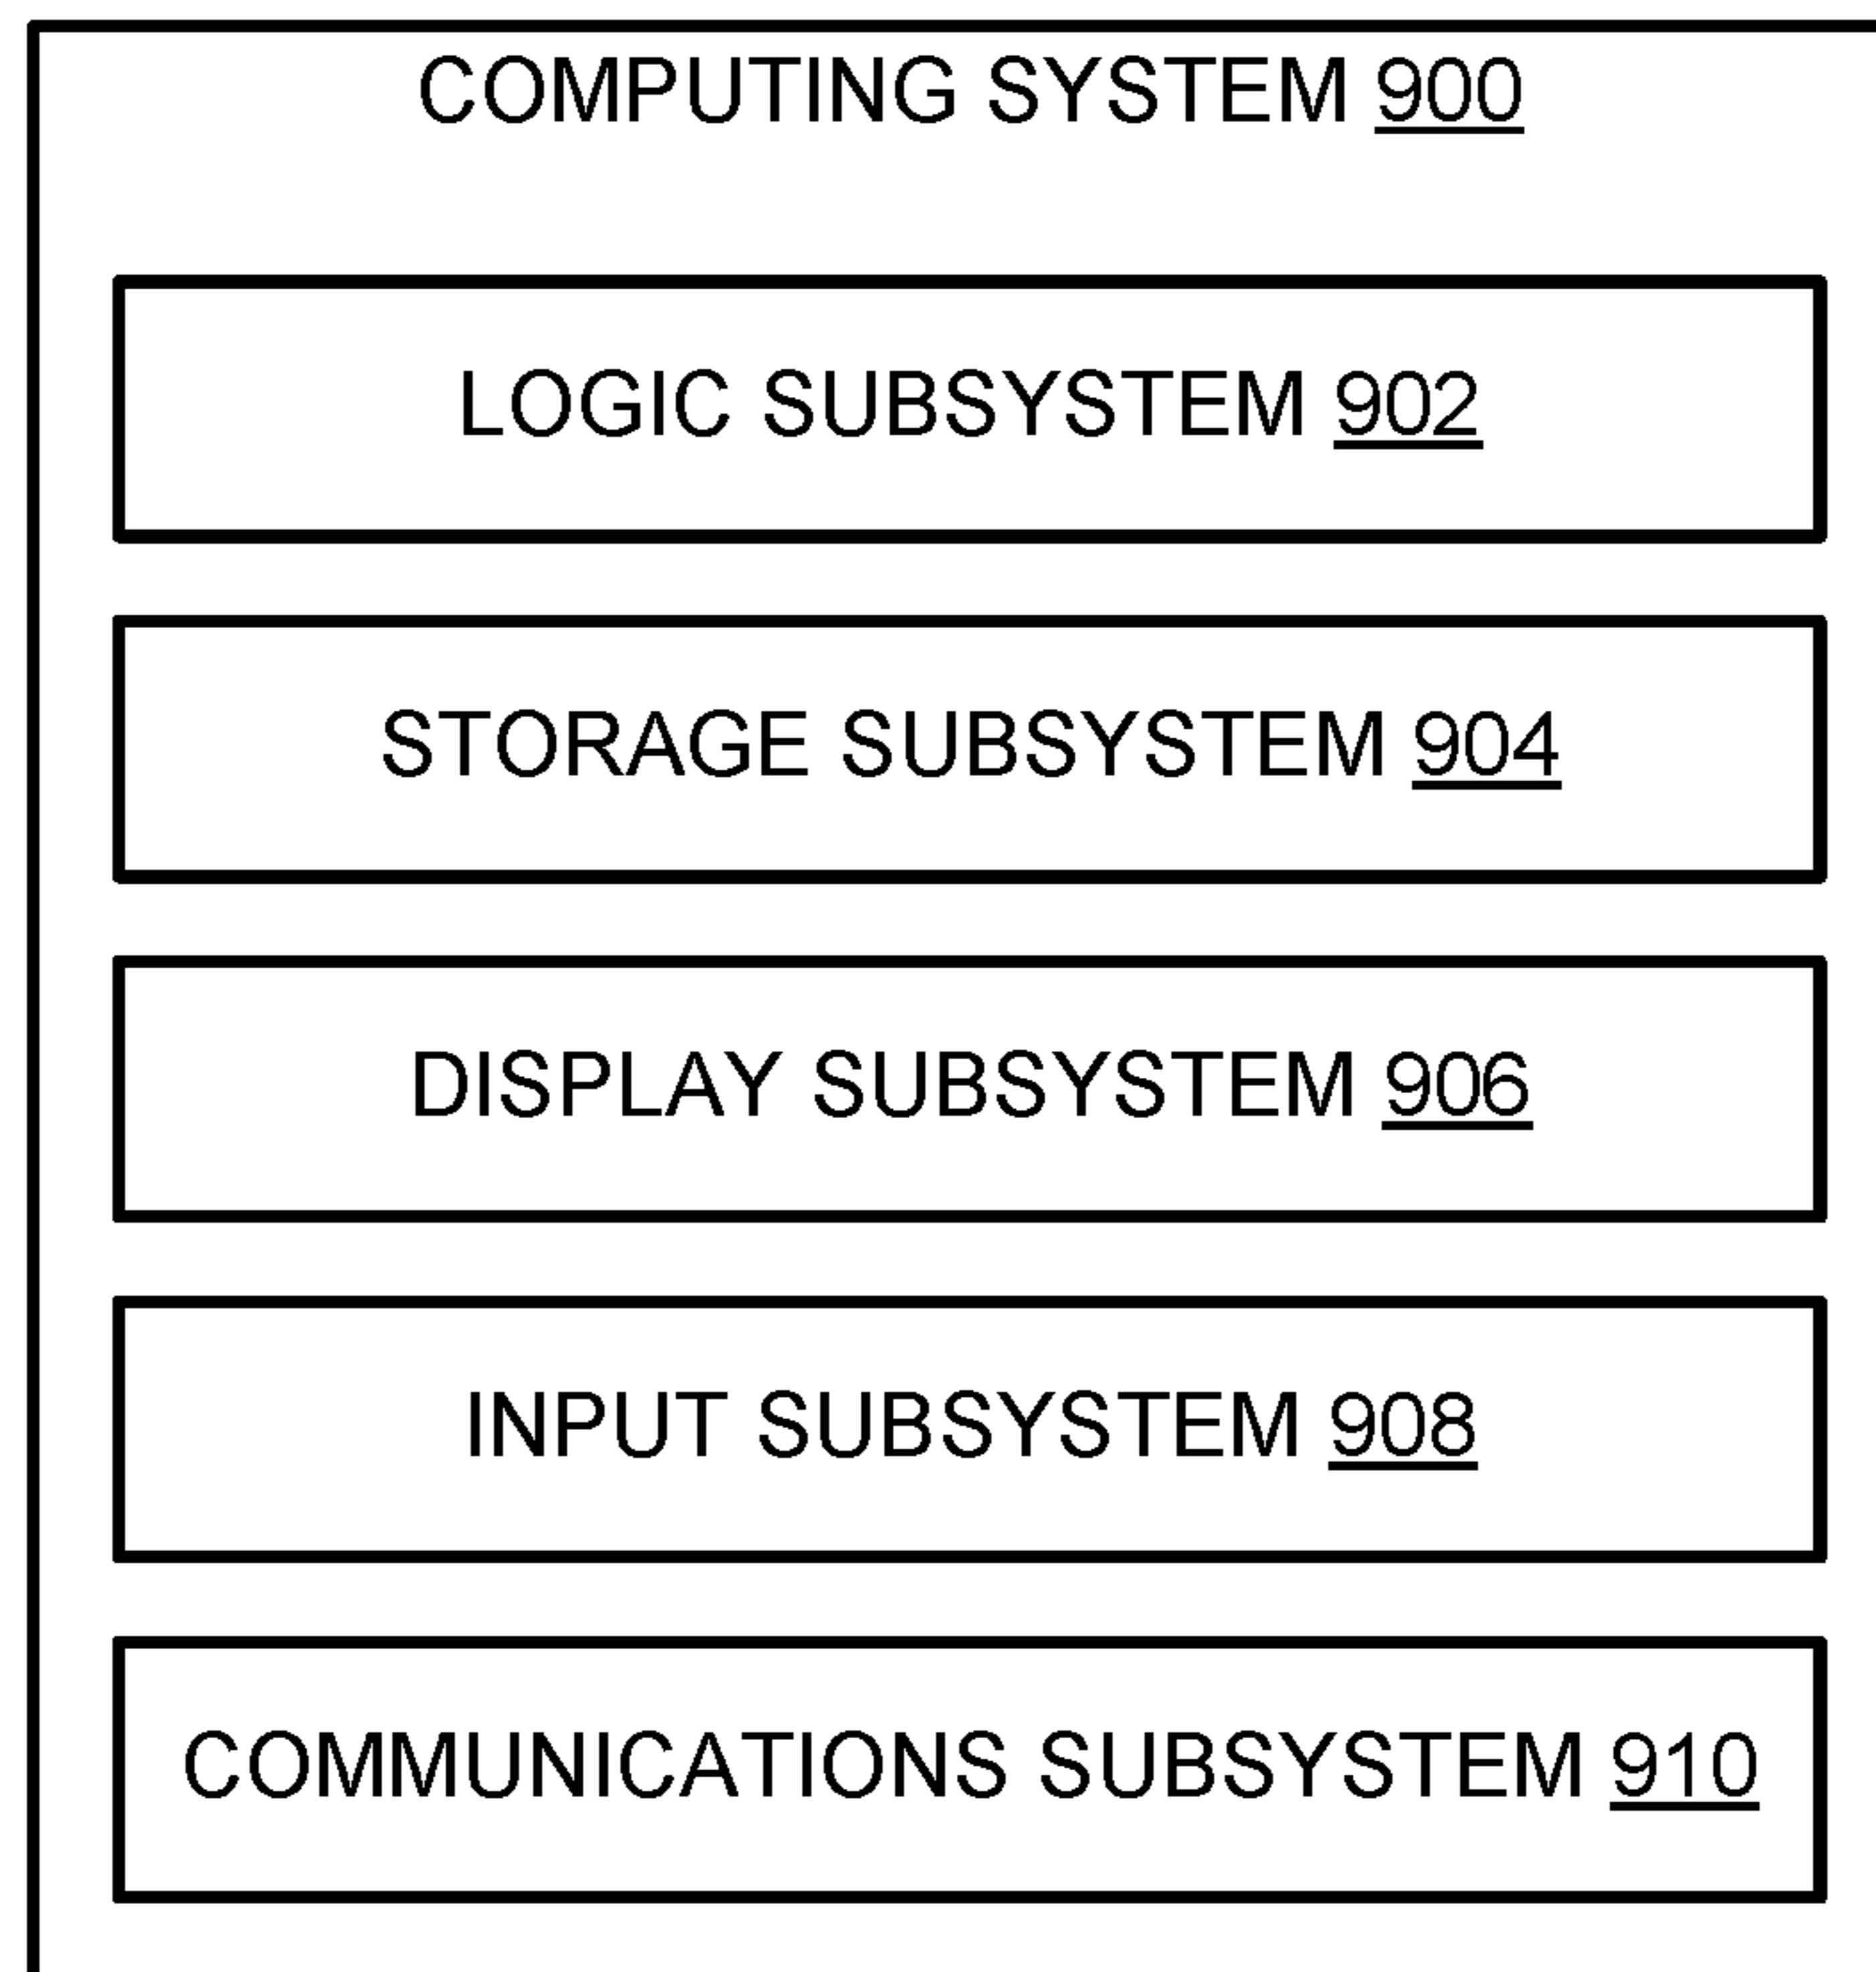 COMPUTING SYSTEM 900
LOGIC SUBSYSTEM 902
STORAGE SUBSYSTEM 904
DISPLAY SUBSYSTEM 906
INPUT SUBSYSTEM 908
COMMUNICATIONS SUBSYSTEM 910